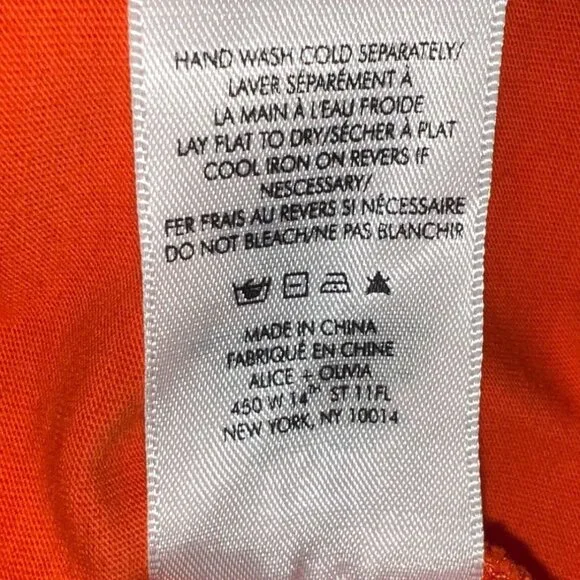 HAND WASH COLD SEPARATELY/
LAVER SÉPARÉMENT À
LA MAIN À L'EAU FROIDE
LAY FLAT TO DRY/SÉCHER À PLAT
COOL IRON ON REVERS IF
NESCESSARY/
FER FRAIS AU REVERS SI NÉCESSAIRE
DO NOT BLEACH/NE PAS BLANCHIR
MADE IN CHINA
FABRIQUÉ EN CHINE
ALICE + OLIVIA
450 W 14TH ST 11FL
NEW YORK, NY 10014